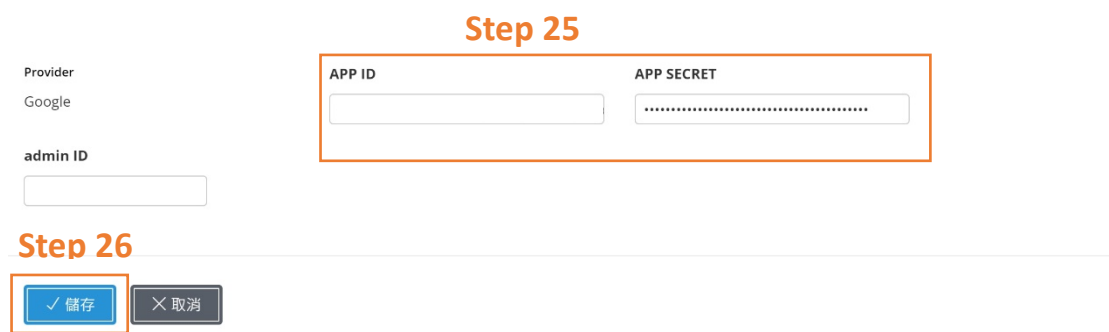 Step 25
Provider
APP ID
APP SECRET
Google
admin ID
Step 26
儲存
取消